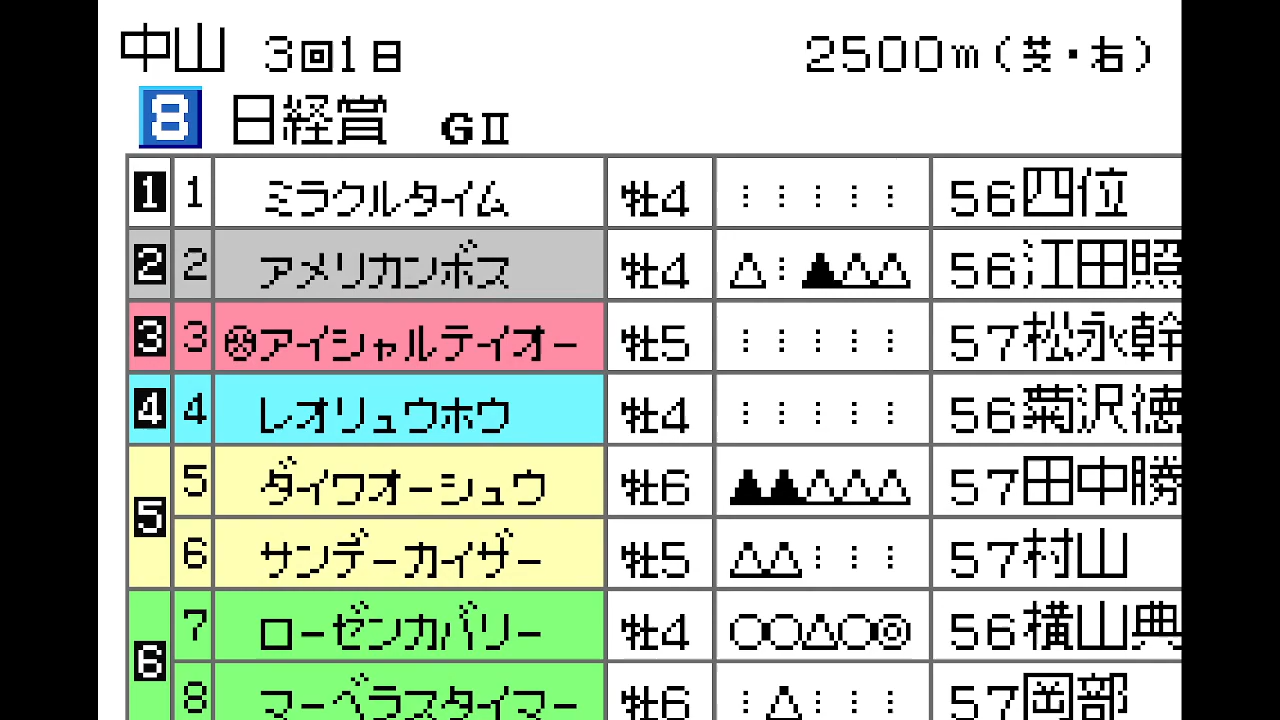 中山 3回1日 2500m(芝・右)
8 日経賞 GII
1 1 ミラクルタイム 牡4 56四位
2 2 アメリカンボス 牡4 △ ▲△△ 56江田照
3 3 アイシャルテイオー 牡5 57松永幹
4 4 レオリュウホウ 牡4 56菊沢徳
5 5 ダイワオーシュウ 牡6 ▲▲△△△ 57田中勝
6 サンデーカイザー 牡5 △△ 57村山
6 7 ローゼンカバリー 牡4 ○○△○◎ 56横山典
8 マーベラスタイマー 牡6 △ 57岡部